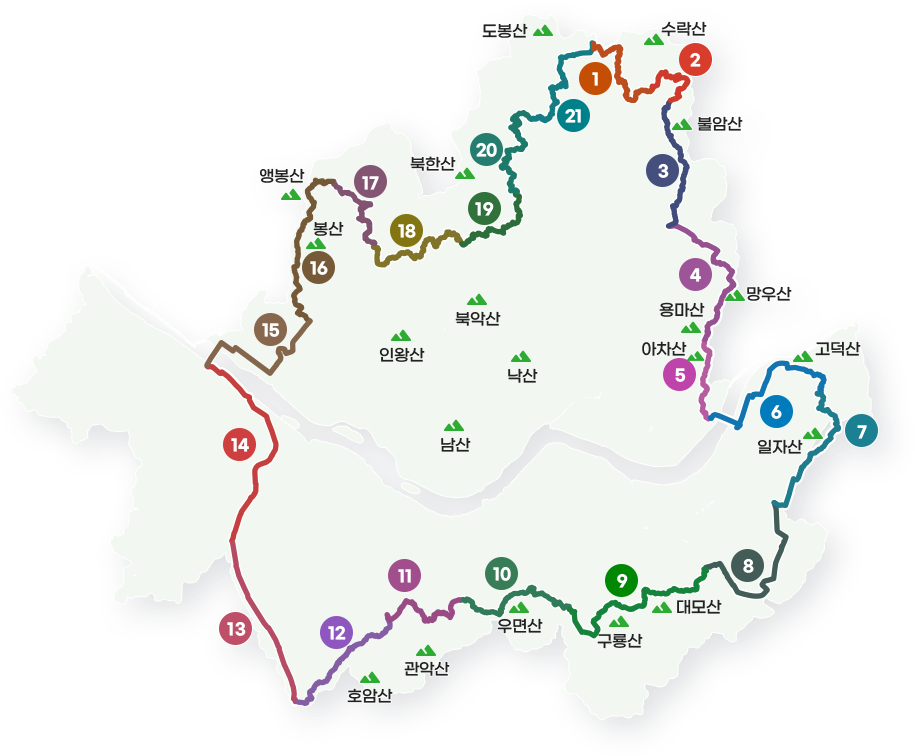 도봉산
수락산
1
2
21
불암산
20
북한산
3
앵봉산
17
19
18
봉산
16
4
망우산
용마산
북악산
15
인왕산
아차산
고덕산
낙산
5
6
7
14
남산
일자산
8
11
10
9
대모산
우면산
13
12
구룡산
관악산
호암산